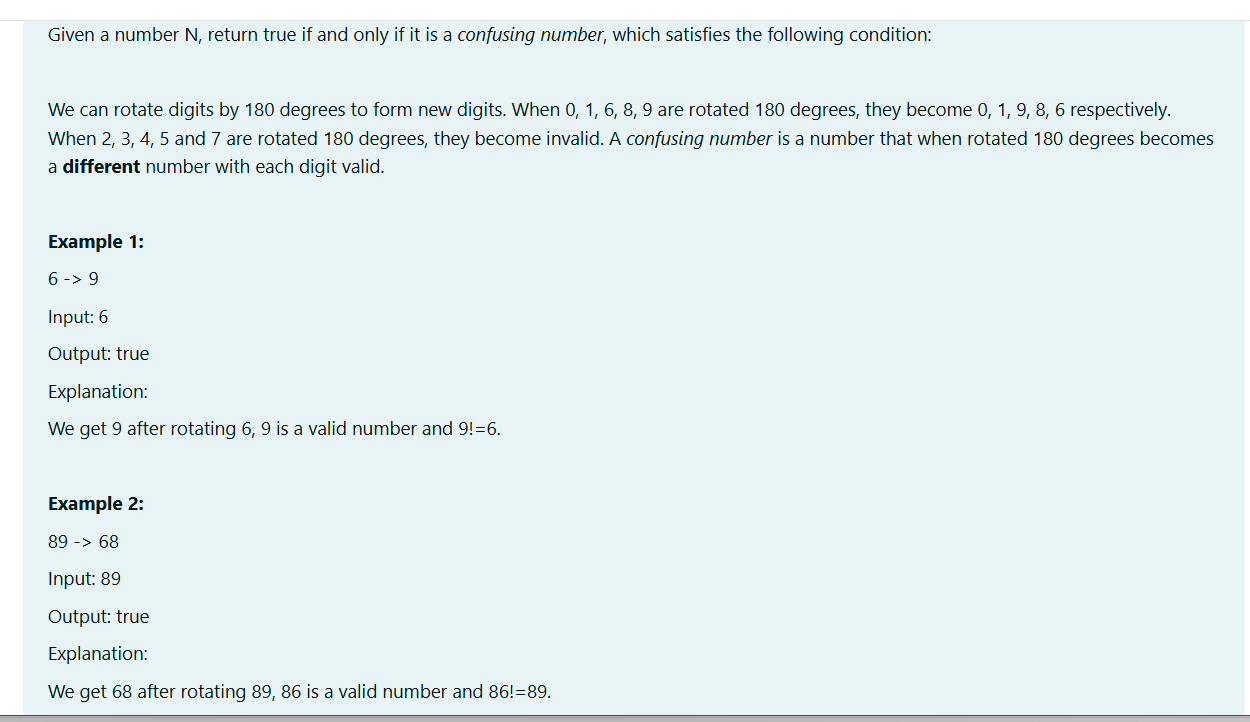 Given a number N, return true if and only if it is a confusing number, which satisfies the following condition:
We can rotate digits by 180 degrees to form new digits. When 0, 1, 6, 8, 9 are rotated 180 degrees, they become 0, 1, 9, 8, 6 respectively.
When 2, 3, 4, 5 and 7 are rotated 180 degrees, they become invalid. A confusing number is a number that when rotated 180 degrees becomes
a different number with each digit valid.
Example 1:
6 -> 9
Input: 6
Output: true
Explanation:
We get 9 after rotating 6, 9 is a valid number and 9!=6.
Example 2:
89 -> 68
Input: 89
Output: true
Explanation:
We get 68 after rotating 89, 86 is a valid number and 86!=89.